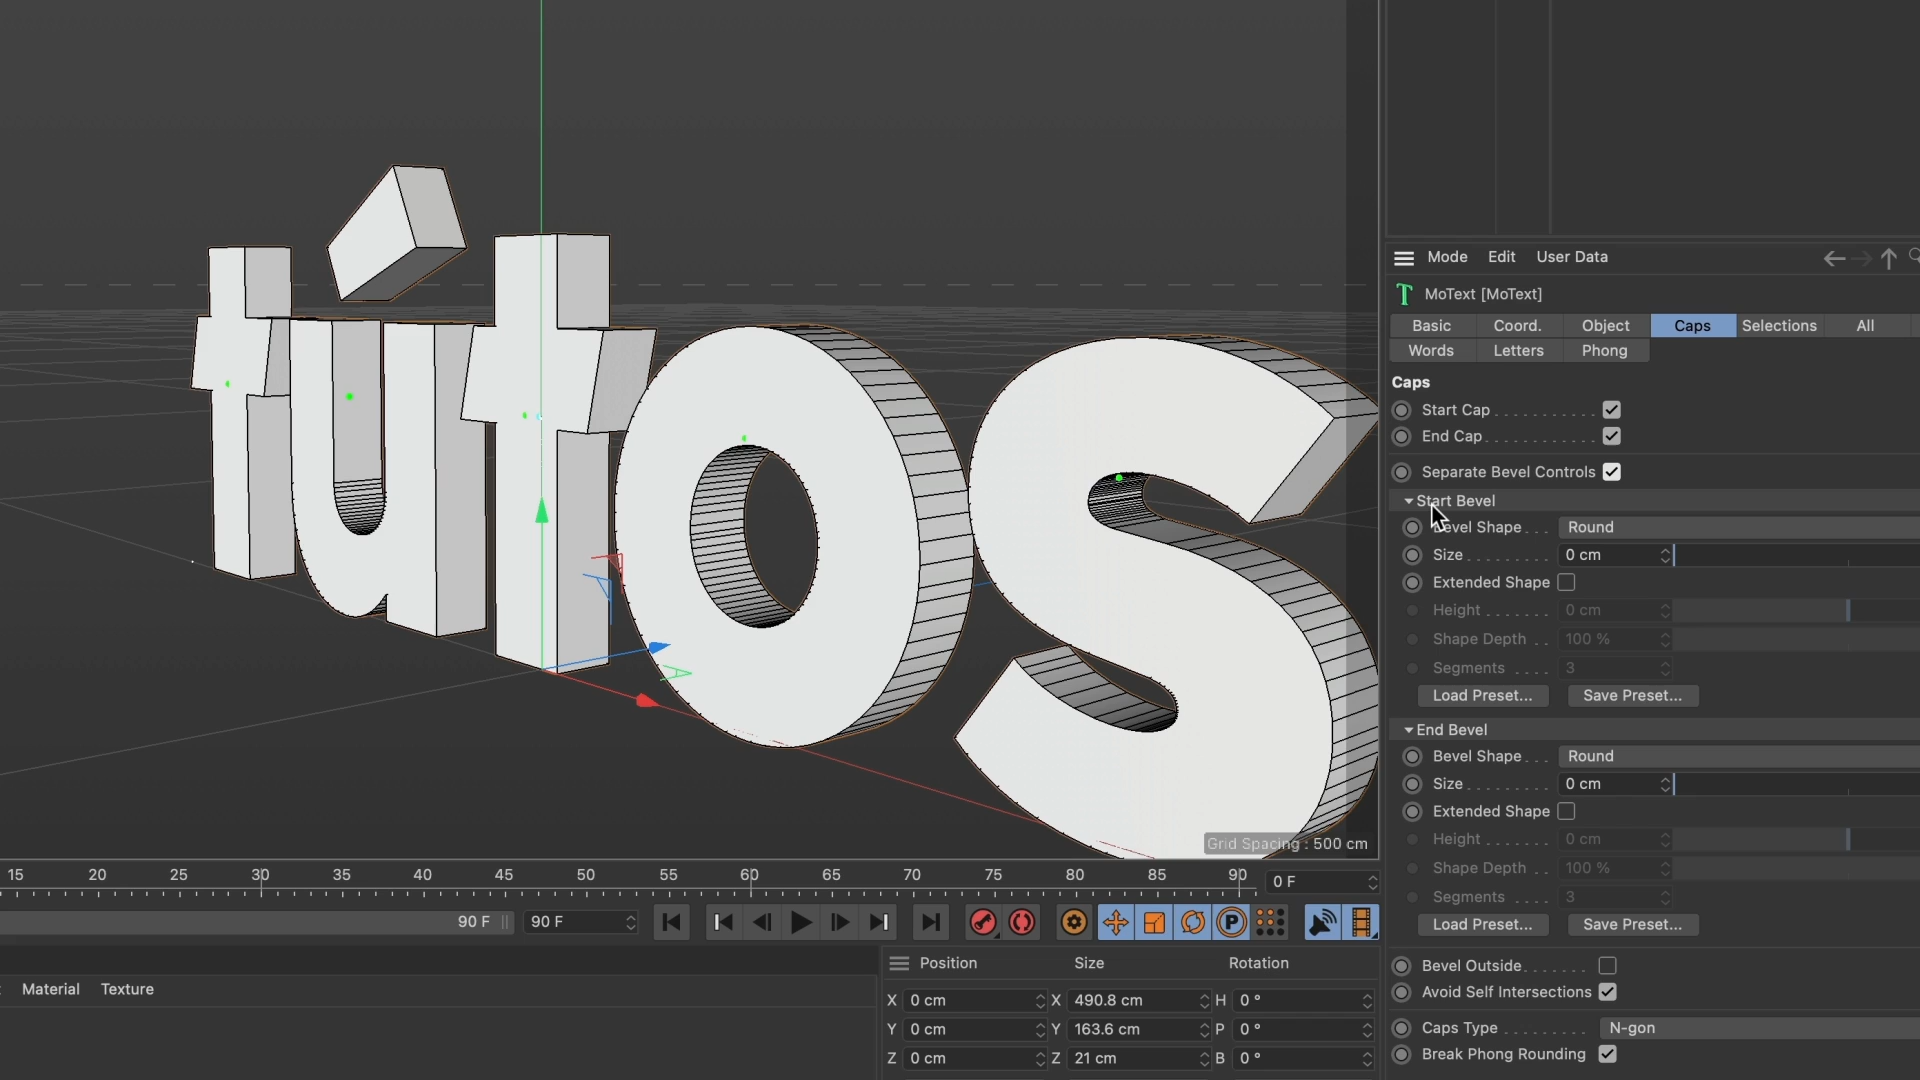 tútos
Grid Spacing : 500 cm
15 20 25 30 35 40 45 50 55 60 65 70 75 80 85 90
0 F
90 F
90 F
Material Texture
Position Size Rotation
X 0 cm X 490.8 cm H 0 °
Y 0 cm Y 163.6 cm P 0 °
Z 0 cm Z 21 cm B 0 °
Mode Edit User Data
MoText [MoText]
Basic Coord. Object Caps Selections All
Words Letters Phong
Caps
Start Cap
End Cap
Separate Bevel Controls
Start Bevel
Bevel Shape Round
Size 0 cm
Extended Shape
Height 0 cm
Shape Depth 100 %
Segments 3
Load Preset... Save Preset...
End Bevel
Bevel Shape Round
Size 0 cm
Extended Shape
Height 0 cm
Shape Depth 100 %
Segments 3
Load Preset... Save Preset...
Bevel Outside
Avoid Self Intersections
Caps Type N-gon
Break Phong Rounding